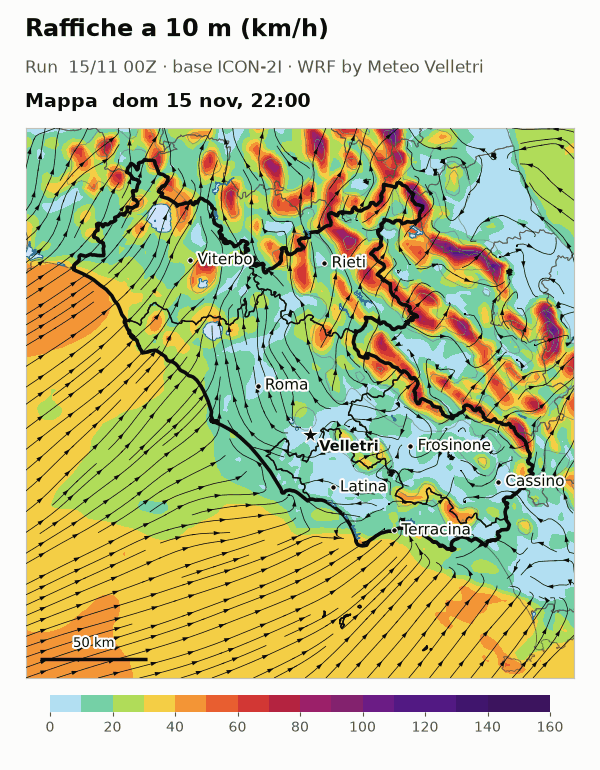 Raffiche a 10 m (km/h)
Run 15/11 00Z · base ICON-2I · WRF by Meteo Velletri
Mappa dom 15 nov, 22:00
Viterbo
Rieti
Roma
Velletri
Frosinone
Latina
Cassino
Terracina
50 km
0 20 40 60 80 100 120 140 160